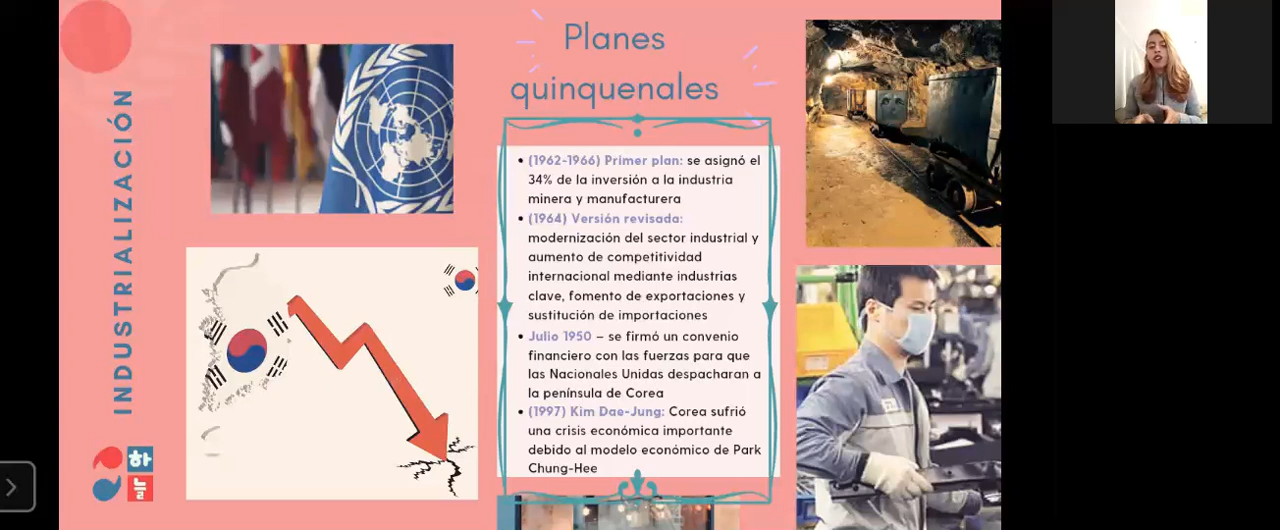 INDUSTRIALIZACIÓN
Planes
quinquenales
(1962-1966) Primer plan: se asignó el
34% de la inversión a la industria
minera y manufacturera
(1964) Versión revisada:
modernización del sector industrial y
aumento de competitividad
internacional mediante industrias
clave, fomento de exportaciones y
sustitución de importaciones
Julio 1950 – se firmó un convenio
financiero con las fuerzas para que
las Nacionales Unidas despacharan a
la península de Corea
(1997) Kim Dae-Jung: Corea sufrió
una crisis económica importante
debido al modelo económico de Park
Chung-Hee